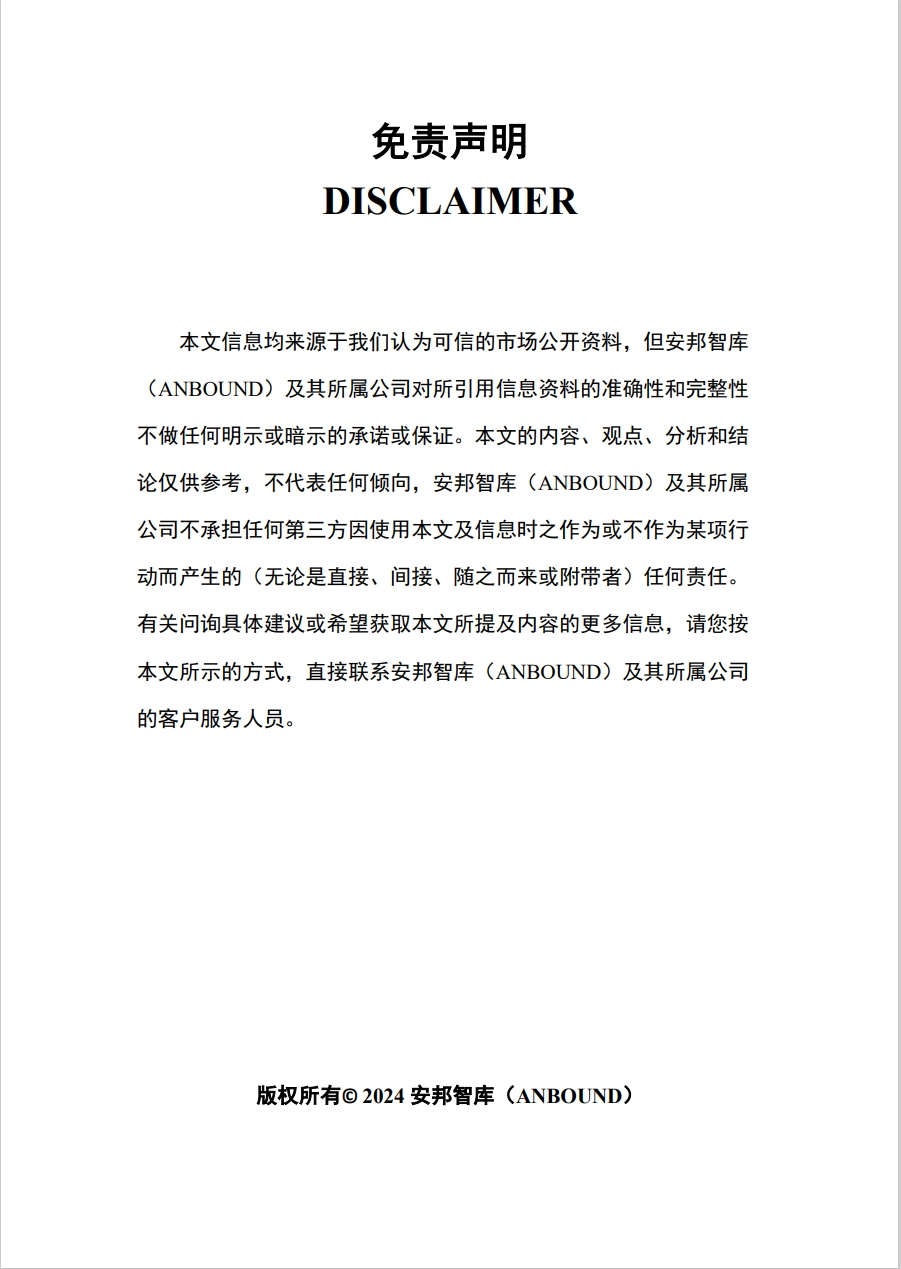 免责声明
DISCLAIMER
本文信息均来源于我们认为可信的市场公开资料，但安邦智库
（ANBOUND）及其所属公司对所引用信息资料的准确性和完整性
不做任何明示或暗示的承诺或保证。本文的内容、观点、分析和结
论仅供参考，不代表任何倾向，安邦智库（ANBOUND）及其所属
公司不承担任何第三方因使用本文及信息时之作为或不作为某项行
动而产生的（无论是直接、间接、随之而来或附带者）任何责任。
有关问询具体建议或希望获取本文所提及内容的更多信息，请您按
本文所示的方式，直接联系安邦智库（ANBOUND）及其所属公司
的客户服务人员。
版权所有© 2024 安邦智库（ANBOUND）